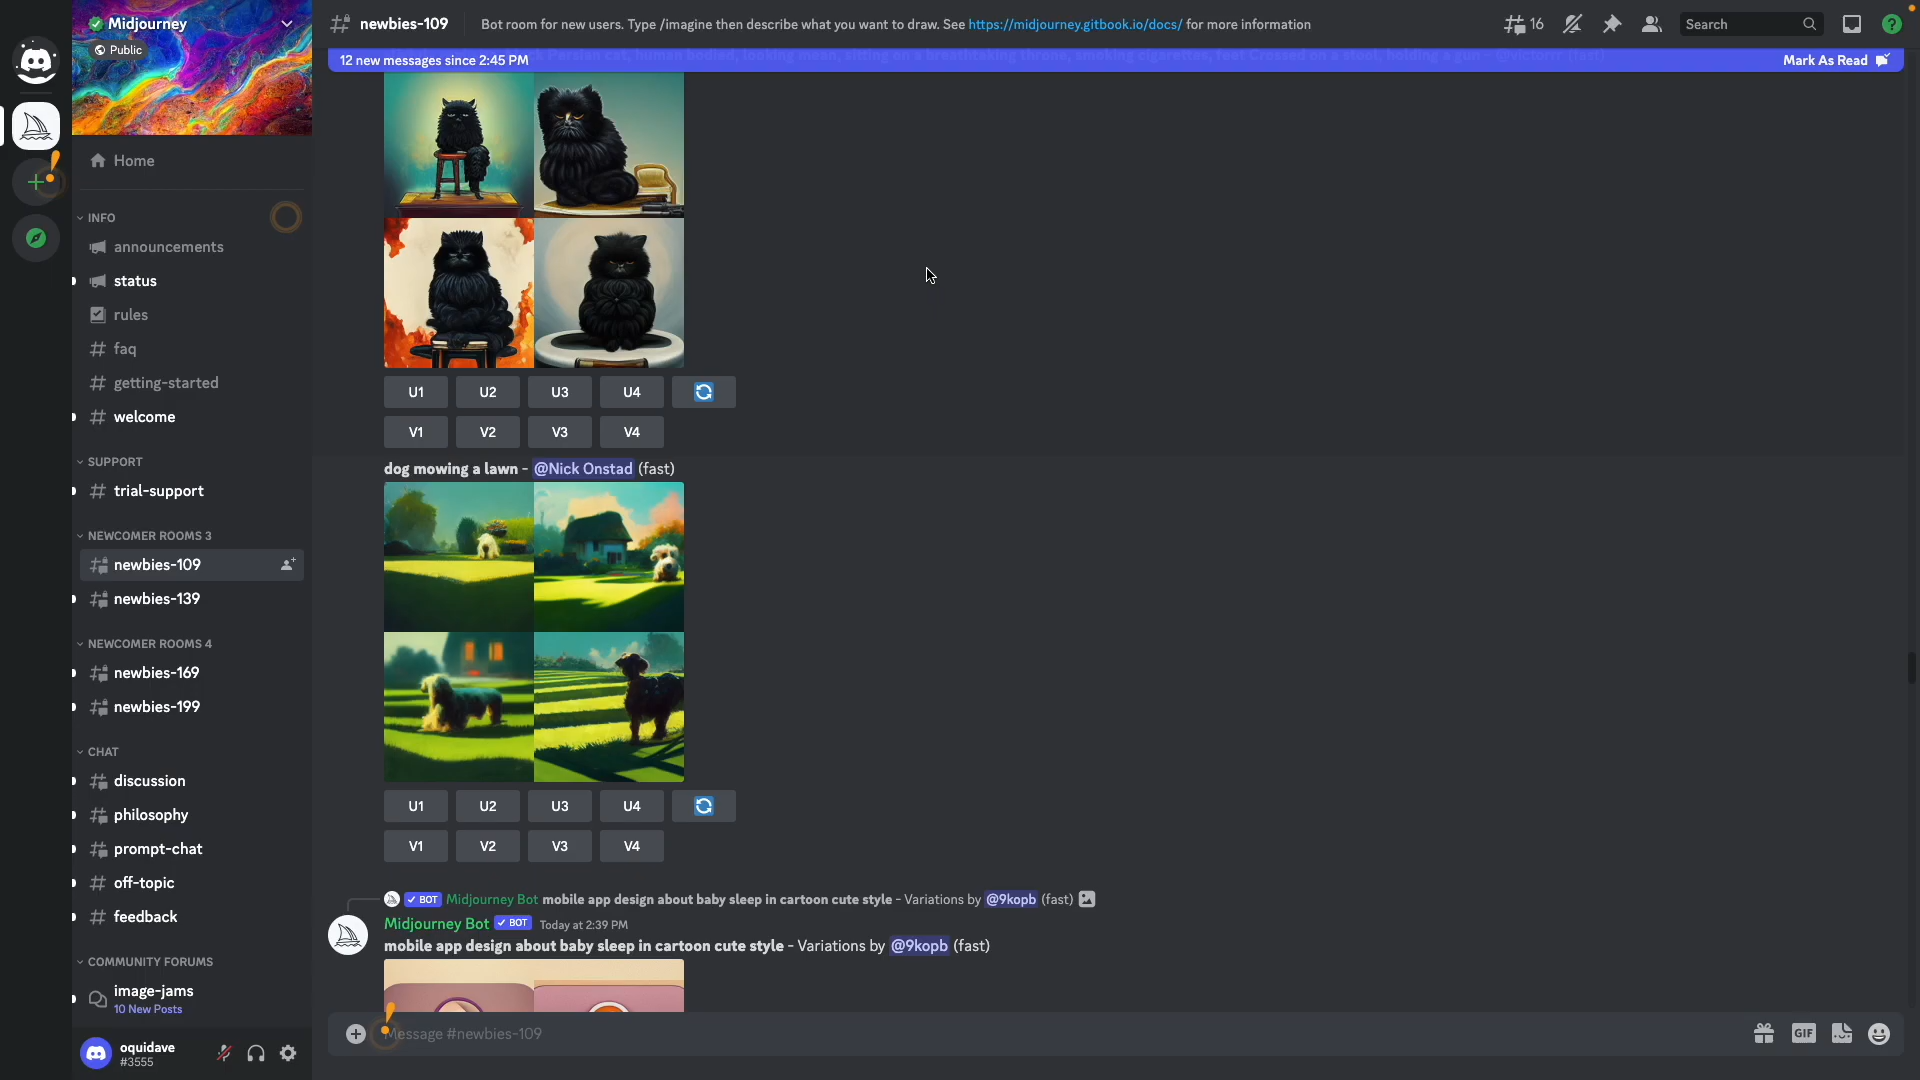 Midjourney
Public
Home
INFO
announcements
status
rules
faq
getting-started
welcome
SUPPORT
trial-support
NEWCOMER ROOMS 3
newbies-109
newbies-139
NEWCOMER ROOMS 4
newbies-169
newbies-199
CHAT
discussion
philosophy
prompt-chat
off-topic
feedback
COMMUNITY FORUMS
image-jams
10 New Posts
oquidave
#3555
newbies-109
Bot room for new users. Type /imagine then describe what you want to draw. See https://midjourney.gitbook.io/docs/ for more information
16
Search
12 new messages since 2:45 PM
Mark As Read
U1 U2 U3 U4
V1 V2 V3 V4
dog mowing a lawn - @Nick Onstad (fast)
U1 U2 U3 U4
V1 V2 V3 V4
BOT Midjourney Bot mobile app design about baby sleep in cartoon cute style - Variations by @9kopb (fast)
Midjourney Bot BOT Today at 2:39 PM
mobile app design about baby sleep in cartoon cute style - Variations by @9kopb (fast)
Message #newbies-109
GIF